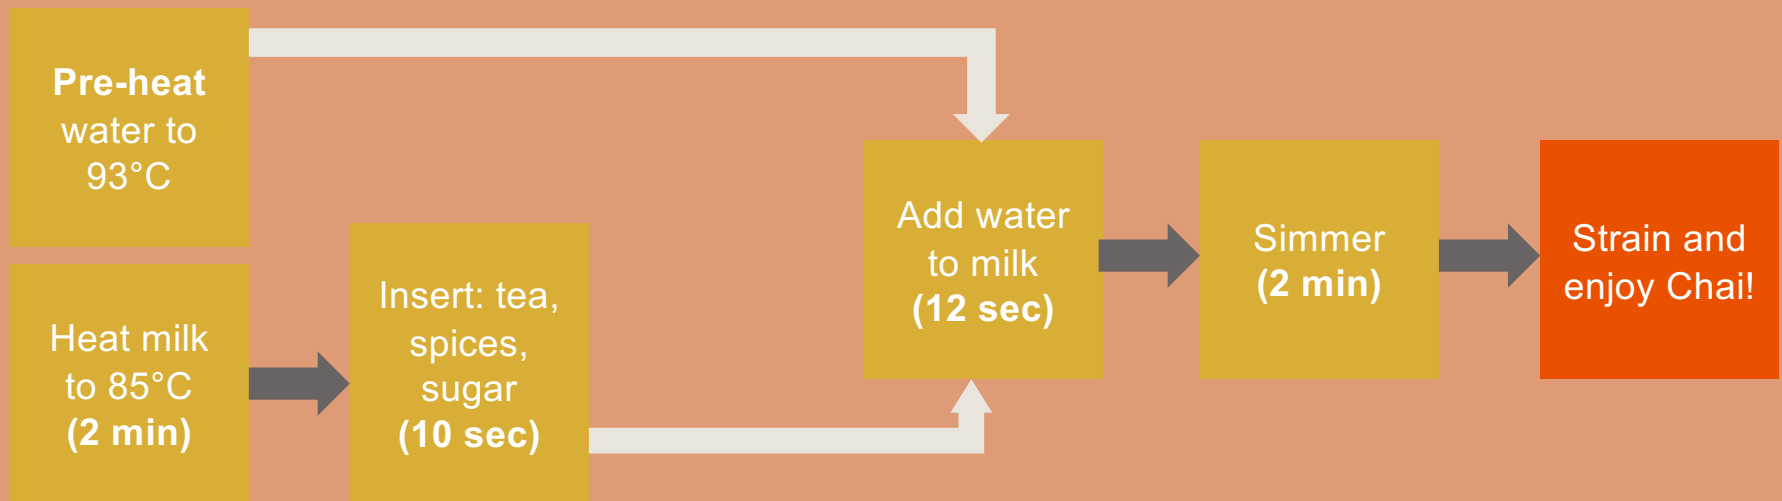 Pre-heat
water to
93°C
Heat milk
to 85°C
(2 min)
Insert: tea,
spices,
sugar
(10 sec)
Add water
to milk
(12 sec)
Simmer
(2 min)
Strain and
enjoy Chai!